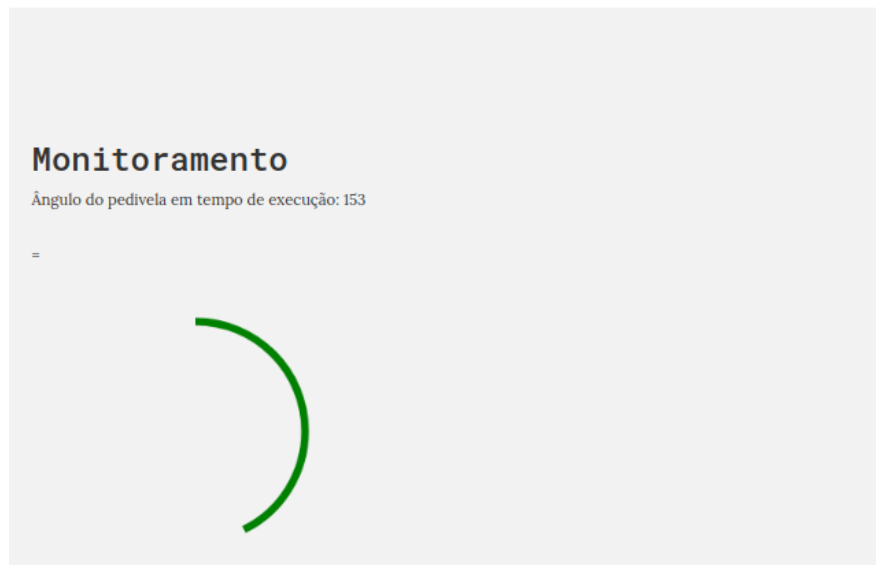 Monitoramento
Ângulo do pedivela em tempo de execução: 153
=